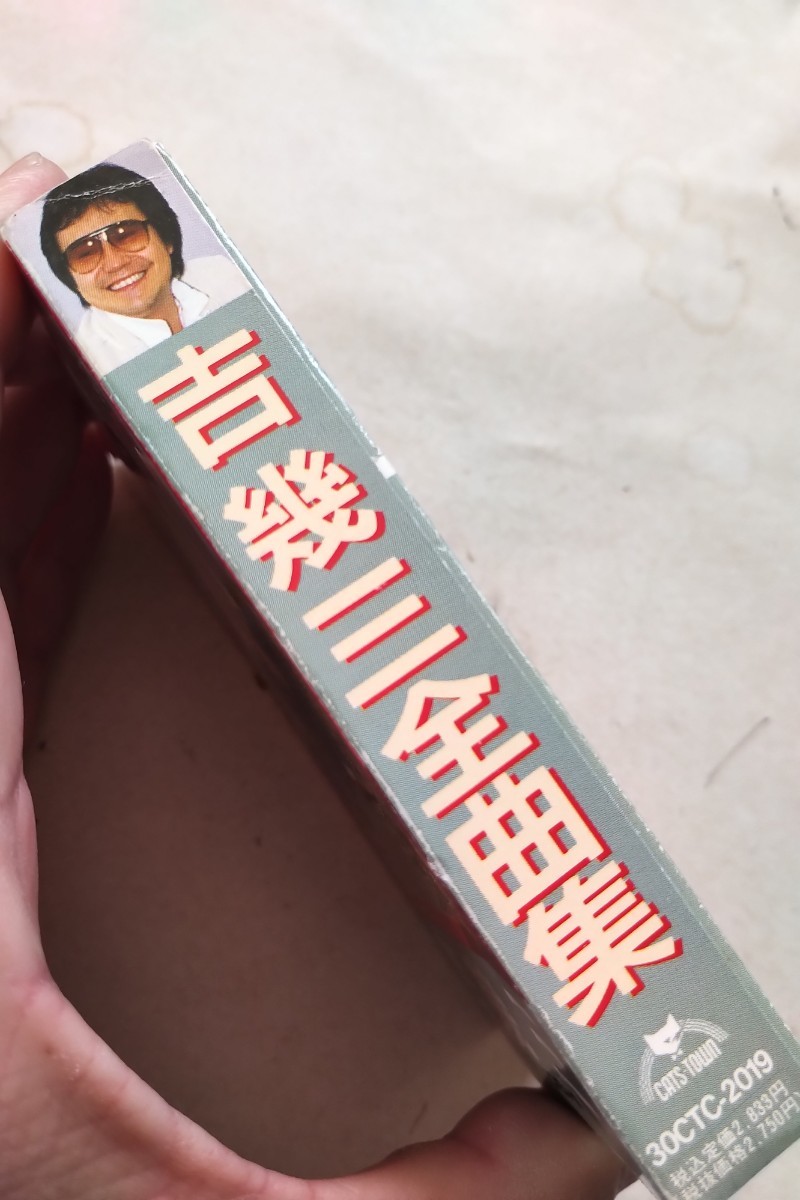 吉幾三全曲集
CATS·TOWN
30CTC-2019
税込定価2,833円
税抜価格2,750円)